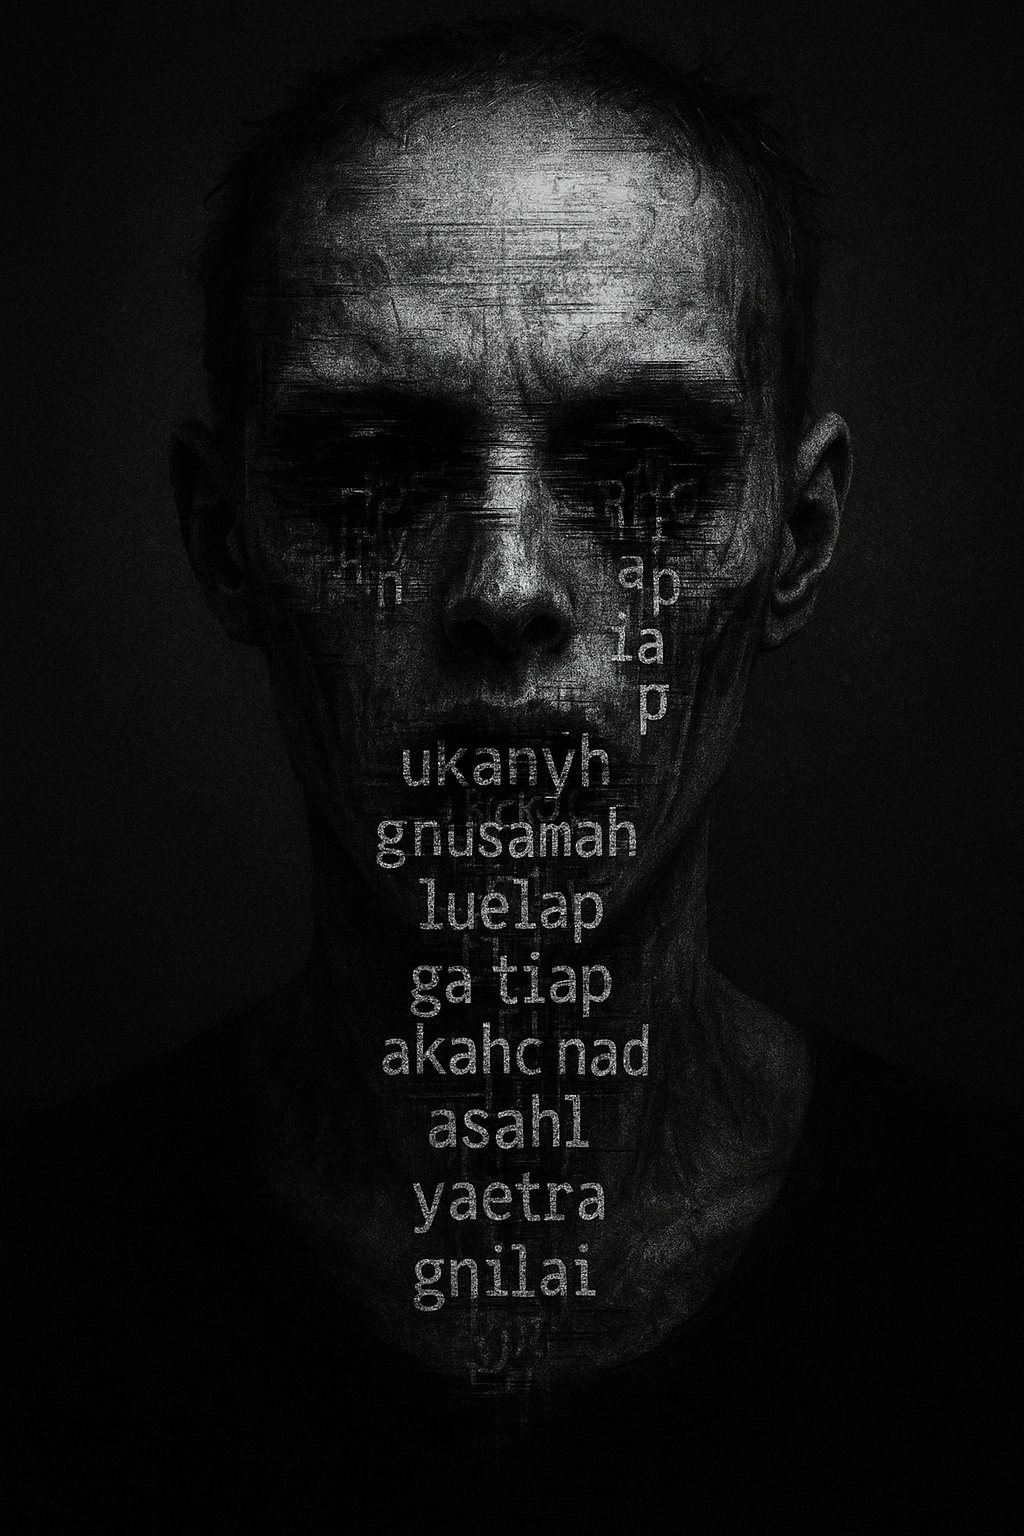 n
ap
ia
p
ukanyh
gnusamah
luelap
ga tiap
akahc nad
asahl
yaetra
gnilai